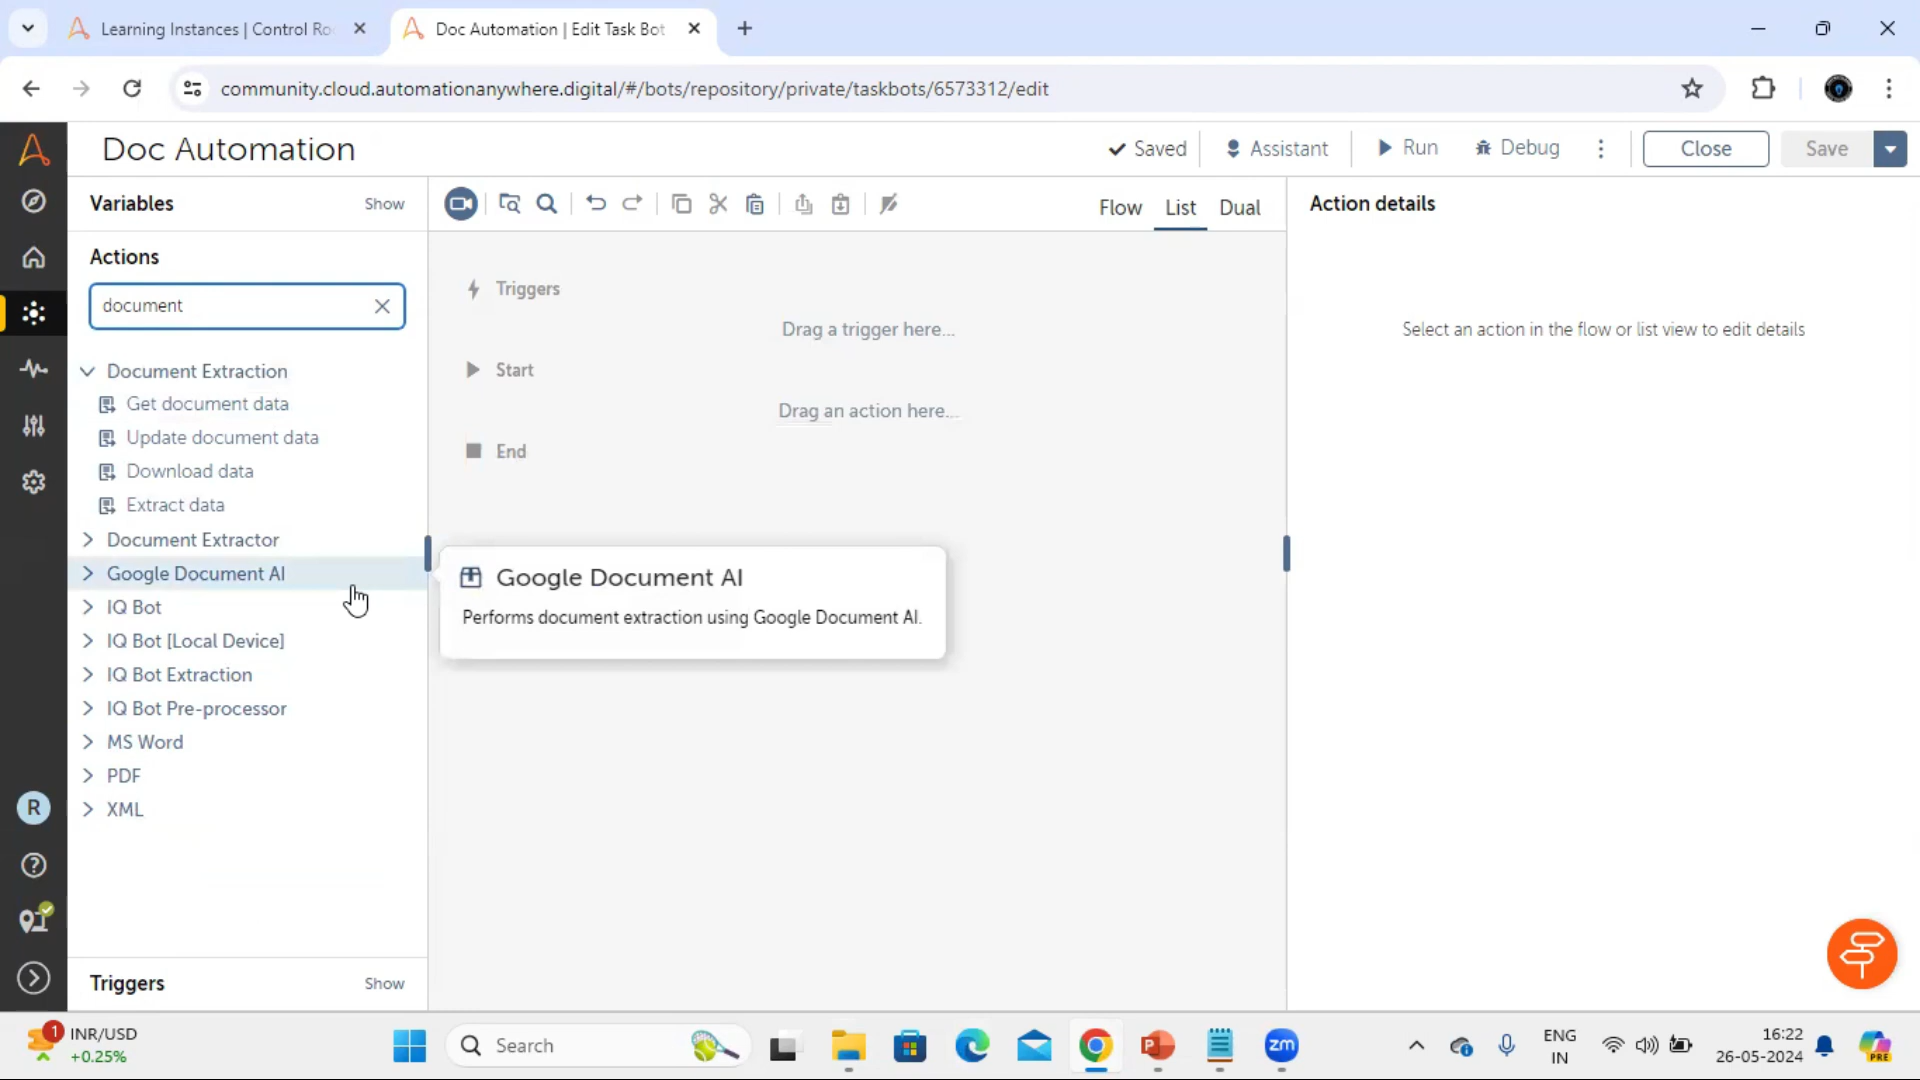 Learning Instances | Control Ro
Doc Automation | Edit Task Bot
community.cloud.automationanywhere.digital/#/bots/repository/private/taskbots/6573312/edit
Doc Automation
Saved
Assistant
Run
Debug
Close
Save
Variables
Show
Flow
List
Dual
Action details
Actions
document
Triggers
Drag a trigger here...
Select an action in the flow or list view to edit details
Document Extraction
Start
Get document data
Drag an action here...
Update document data
End
Download data
Extract data
Document Extractor
Google Document AI
Google Document AI
Performs document extraction using Google Document AI.
IQ Bot
IQ Bot [Local Device]
IQ Bot Extraction
IQ Bot Pre-processor
MS Word
PDF
XML
R
Triggers
Show
1
INR/USD
+0.25%
Search
zm
ENG
IN
16:22
26-05-2024
PRE